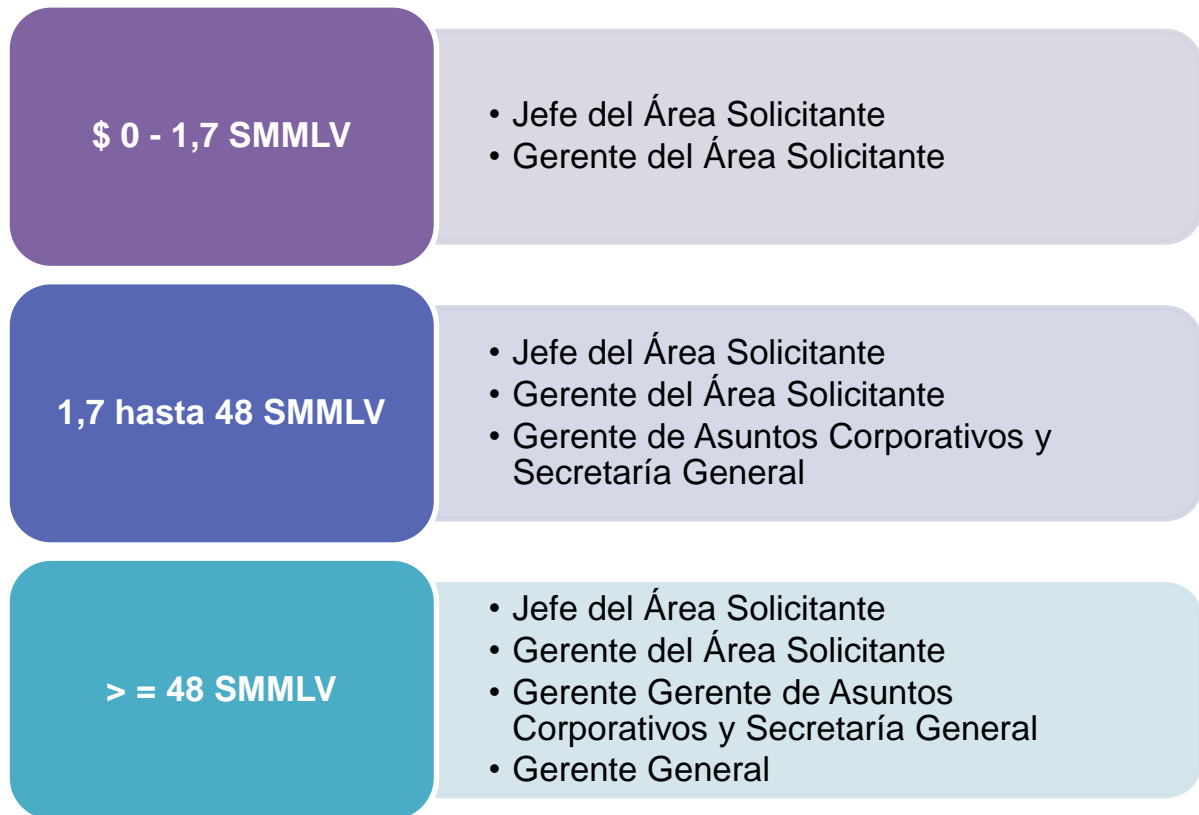 $ 0 - 1,7 SMMLV
• Jefe del Área Solicitante
• Gerente del Área Solicitante
1,7 hasta 48 SMMLV
• Jefe del Área Solicitante
• Gerente del Área Solicitante
• Gerente de Asuntos Corporativos y
Secretaría General
> = 48 SMMLV
• Jefe del Área Solicitante
• Gerente del Área Solicitante
• Gerente Gerente de Asuntos
Corporativos y Secretaría General
• Gerente General